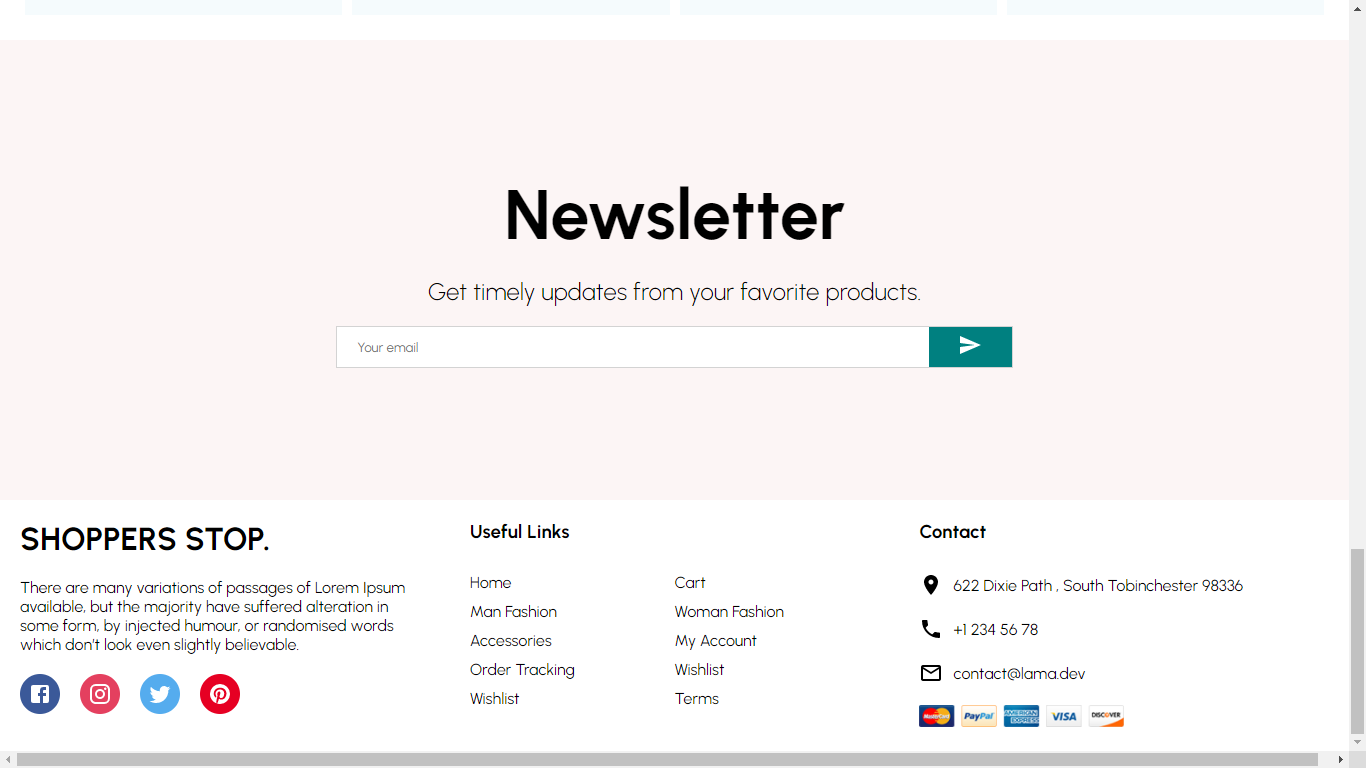 Newsletter
Get timely updates from your favorite products.
Your email
SHOPPERS STOP.
There are many variations of passages of Lorem Ipsum
available, but the majority have suffered alteration in
some form, by injected humour, or randomised words
which don't look even slightly believable.
Useful Links
Home
Cart
Man Fashion
Woman Fashion
Accessories
My Account
Order Tracking
Wishlist
Wishlist
Terms
Contact
622 Dixie Path , South Tobinchester 98336
+1 234 56 78
contact@lama.dev
MasterCard PayPal AMERICAN EXPRESS VISA DISCOVER